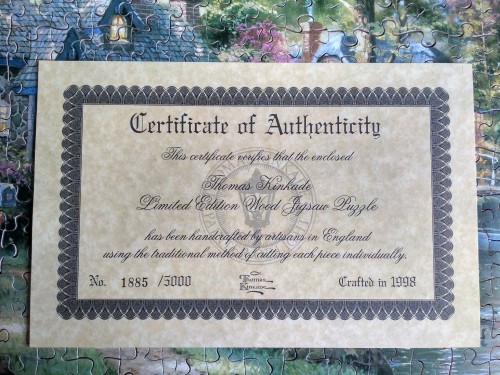 Certificate of Authenticity
This certificate verifies that the enclosed
Thomas Kinkade
Limited Edition Wood Jigsaw Puzzle
has been handcrafted by artisans in England
using the traditional method of cutting each piece individually.
No. 1885 /5000 Thomas Kinkade Crafted in 1998